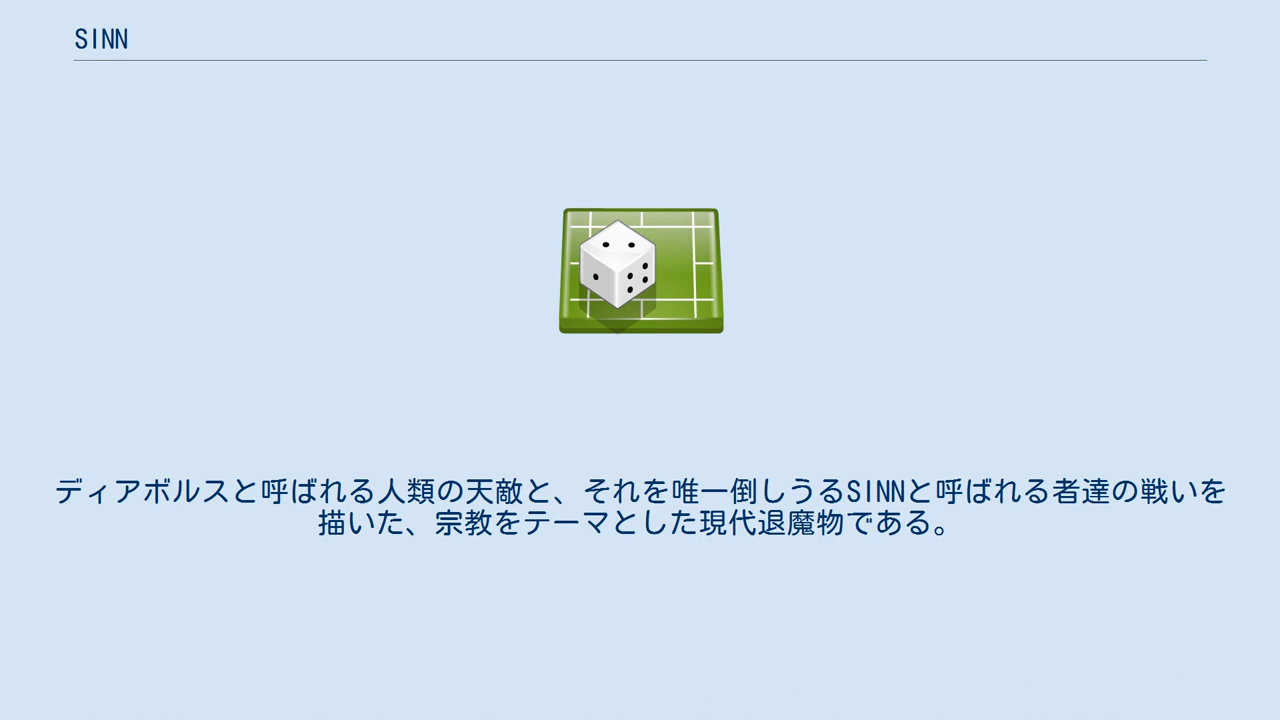 SINN
ディアボルスと呼ばれる人類の天敵と、それを唯一倒しうるSINNと呼ばれる者達の戦いを
描いた、宗教をテーマとした現代退魔物である。